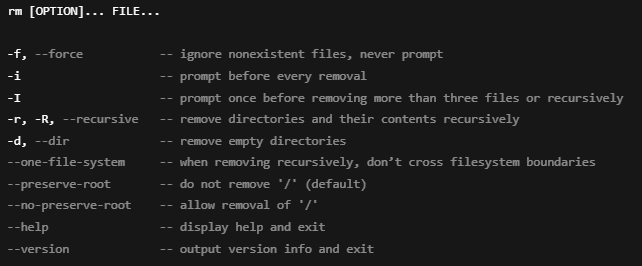 rm [OPTION]... FILE...
-f, --force -- ignore nonexistent files, never prompt
-i -- prompt before every removal
-I -- prompt once before removing more than three files or recursively
-r, -R, --recursive -- remove directories and their contents recursively
-d, --dir -- remove empty directories
--one-file-system -- when removing recursively, don’t cross filesystem boundaries
--preserve-root -- do not remove '/' (default)
--no-preserve-root -- allow removal of '/'
--help -- display help and exit
--version -- output version info and exit